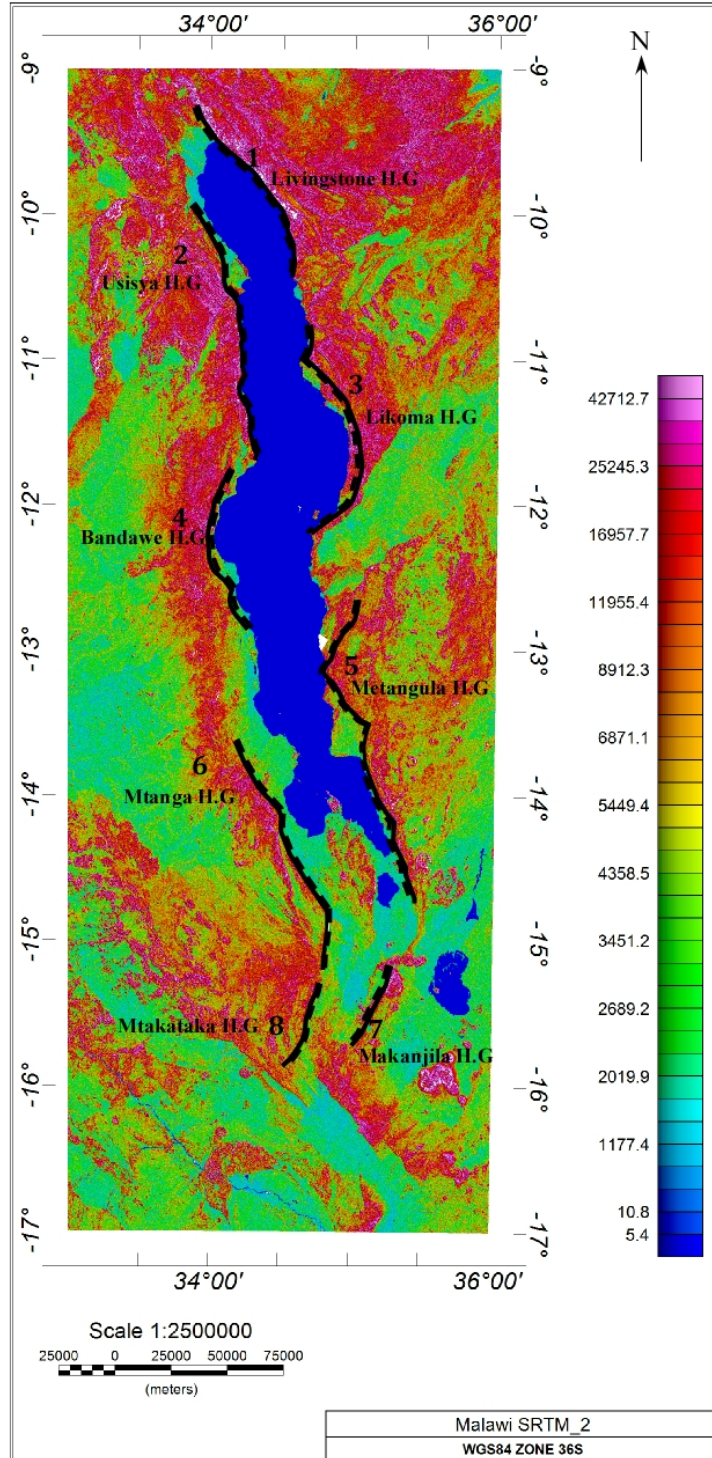 34°00' 36°00'
N
-9° -9°
1
Livingstone H.G
-10° -10°
2
Usisya H.G
-11° -11°
3
Likoma H.G
-12° -12°
4
Bandawe H.G
-13° -13°
5
Metangula H.G
6
Mtanga H.G
-14° -14°
-15° -15°
Mtakataka H.G 8
7
Makanjila H.G
-16° -16°
-17° -17°
34°00' 36°00'
42712.7
25245.3
16957.7
11955.4
8912.3
6871.1
5449.4
4358.5
3451.2
2689.2
2019.9
1177.4
10.8
5.4
Scale 1:2500000
25000 0 25000 50000 75000
(meters)
Malawi SRTM_2
WGS84 ZONE 36S